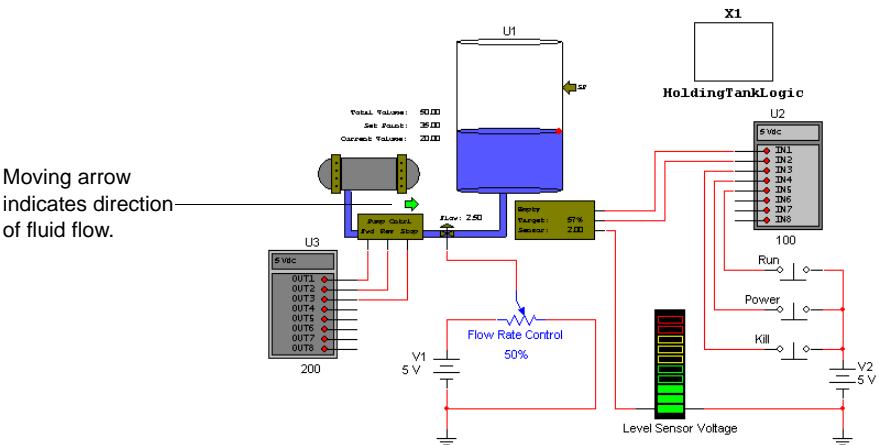 X1
HoldingTankLogic
U1
SP
Total Volume: 50.00
Set Point: 35.00
Current Volume: 20.00
Moving arrow
indicates direction
of fluid flow.
Flow: 2.50
Pump Cntrl
Fwd Rev Stop
Empty
Target: 57%
Sensor: 2.00
U2
5 Vdc
IN1
IN2
IN3
IN4
IN5
IN6
IN7
IN8
100
U3
5 Vdc
OUT1
OUT2
OUT3
OUT4
OUT5
OUT6
OUT7
OUT8
200
Run
Power
Kill
Flow Rate Control
50%
V1
5 V
V2
5 V
Level Sensor Voltage